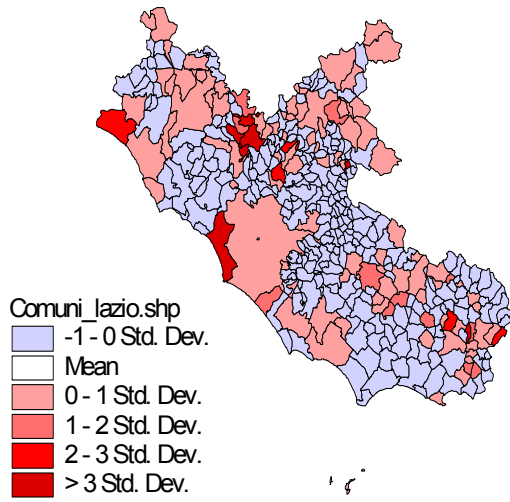 Comuni_lazio.shp
-1 - 0 Std. Dev.
Mean
0 - 1 Std. Dev.
1 - 2 Std. Dev.
2 - 3 Std. Dev.
> 3 Std. Dev.